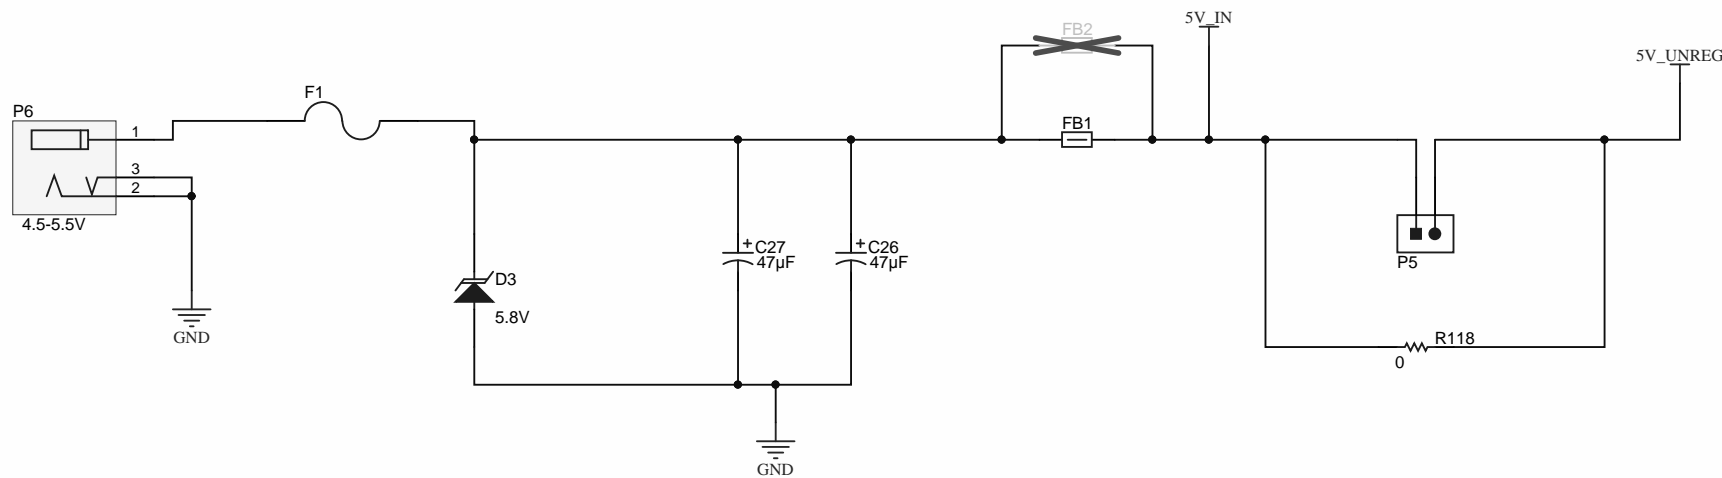 5V_IN
FB2
5V_UNREG
F1
P6
1
FB1
3
2
4.5-5.5V
+
C27
47µF
+
C26
47µF
P5
D3
5.8V
GND
R118
0
GND